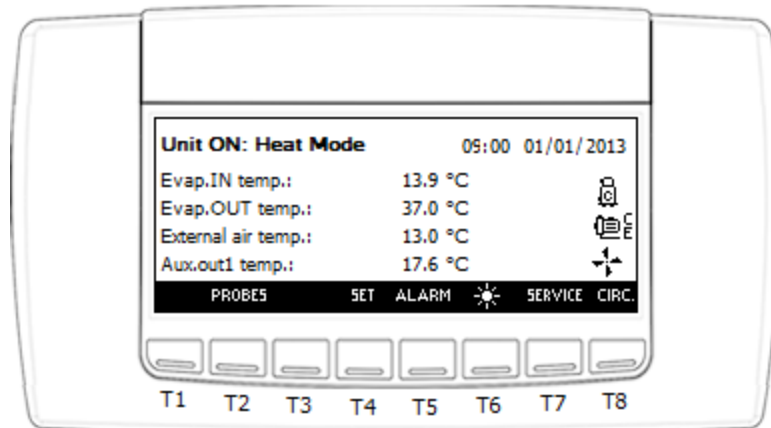 Unit ON: Heat Mode 09:00 01/01/2013
Evap.IN temp.: 13.9 °C
Evap.OUT temp.: 37.0 °C
External air temp.: 13.0 °C
Aux.out1 temp.: 17.6 °C
C
C
E
PROBES SET ALARM SERVICE CIRC.
T1 T2 T3 T4 T5 T6 T7 T8